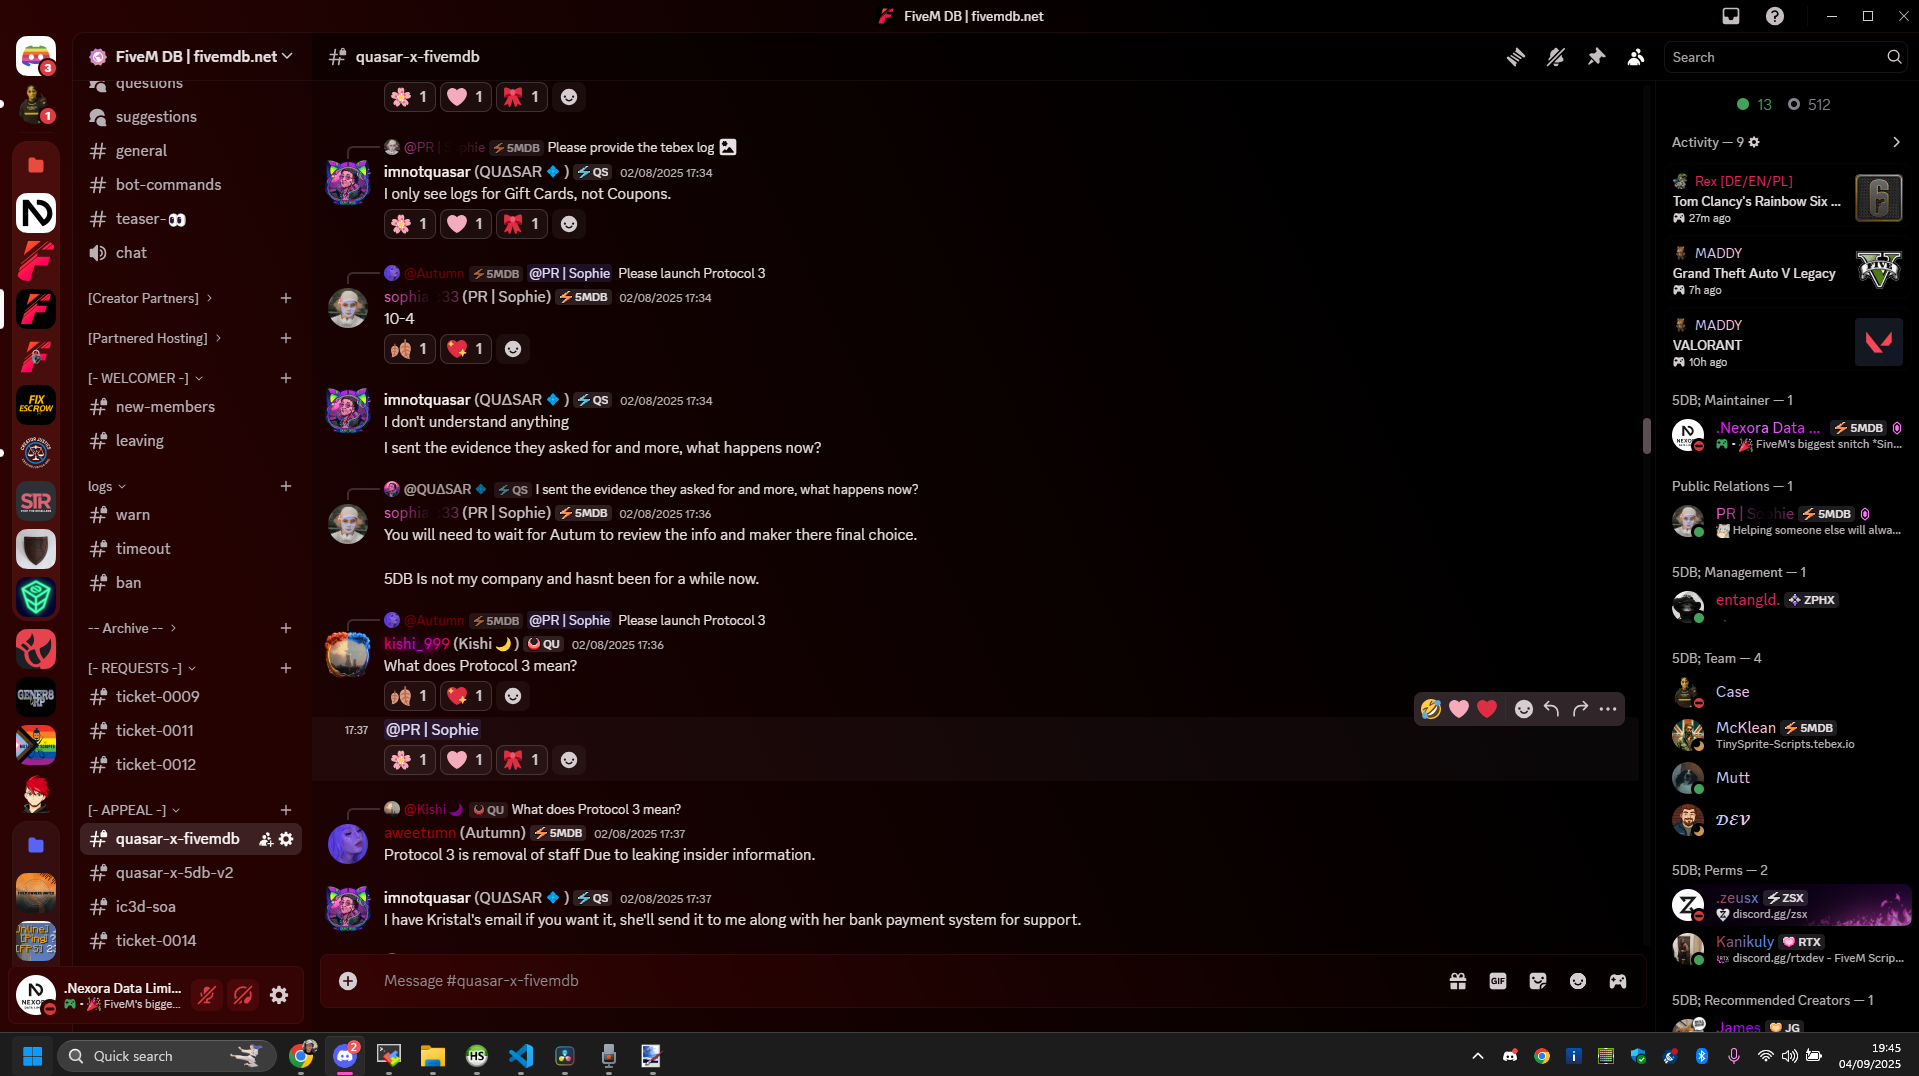 FiveM DB | fivemdb.net
FiveM DB | fivemdb.net
questions
suggestions
general
bot-commands
teaser-👀
chat
[Creator Partners]
[Partnered Hosting]
[- WELCOMER -]
new-members
leaving
logs
warn
timeout
ban
-- Archive --
[- REQUESTS -]
ticket-0009
ticket-0011
ticket-0012
[- APPEAL -]
quasar-x-fivemdb
quasar-x-5db-v2
ic3d-soa
ticket-0014
.Nexora Data Limi...
🎮 • 🎉 FiveM's bigge...
quasar-x-fivemdb
Search
🌸 1 🩷 1 🎀 1
@PR | Sophie 5MDB Please provide the tebex log
imnotquasar (QUΔSAR 🔹) QS 02/08/2025 17:34
I only see logs for Gift Cards, not Coupons.
🌸 1 🩷 1 🎀 1
@Autumn 5MDB @PR | Sophie Please launch Protocol 3
sophia 33 (PR | Sophie) 5MDB 02/08/2025 17:34
10-4
🍂 1 💖 1
imnotquasar (QUΔSAR 🔹) QS 02/08/2025 17:34
I don't understand anything
I sent the evidence they asked for and more, what happens now?
@QUΔSAR 🔹 QS I sent the evidence they asked for and more, what happens now?
sophia 33 (PR | Sophie) 5MDB 02/08/2025 17:36
You will need to wait for Autum to review the info and maker there final choice.
5DB Is not my company and hasnt been for a while now.
@Autumn 5MDB @PR | Sophie Please launch Protocol 3
kishi_999 (Kishi 🌙) QU 02/08/2025 17:36
What does Protocol 3 mean?
🍂 1 💖 1
17:37 @PR | Sophie
🌸 1 🩷 1 🎀 1
@Kishi 🌙 QU What does Protocol 3 mean?
aweetumn (Autumn) 5MDB 02/08/2025 17:37
Protocol 3 is removal of staff Due to leaking insider information.
imnotquasar (QUΔSAR 🔹) QS 02/08/2025 17:37
I have Kristal's email if you want it, she'll send it to me along with her bank payment system for support.
Message #quasar-x-fivemdb
GIF
13 512
Activity — 9
Rex [DE/EN/PL]
Tom Clancy's Rainbow Six ...
27m ago
MADDY
Grand Theft Auto V Legacy
7h ago
MADDY
VALORANT
10h ago
5DB; Maintainer — 1
.Nexora Data ... 5MDB
🎮 • 🎉 FiveM's biggest snitch *Sin...
Public Relations — 1
PR | Sophie 5MDB
Helping someone else will alwa...
5DB; Management — 1
entangld. ZPHX
5DB; Team — 4
Case
McKlean 5MDB
TinySprite-Scripts.tebex.io
Mutt
𝓓𝓔𝓥
5DB; Perms — 2
.zeusx ZSX
discord.gg/zsx
Kanikuly RTX
discord.gg/rtxdev - FiveM Scrip...
5DB; Recommended Creators — 1
James JG
FIX
ESCROW
STR
GENER8
RP
3
1
Quick search
HS
2
19:45
04/09/2025